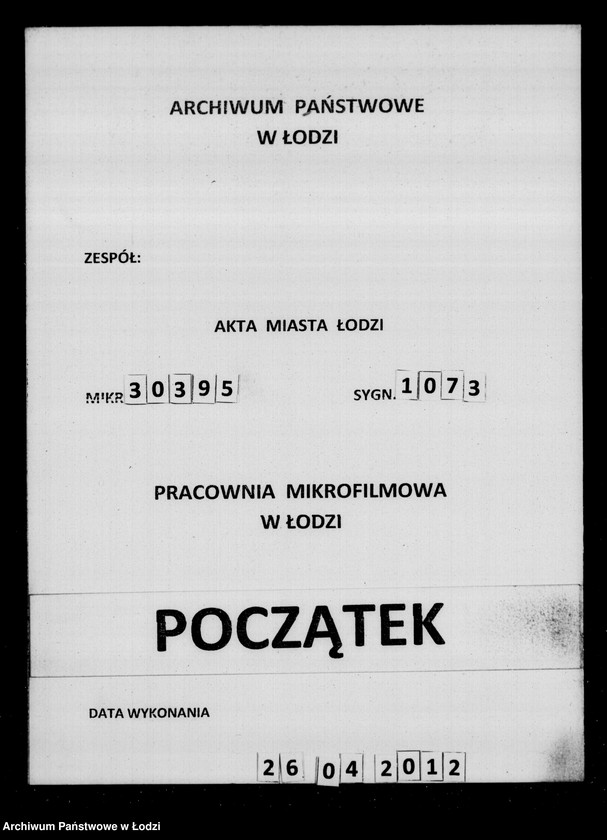 ARCHIWUM PAŃSTWOWE
W ŁODZI
ZESPÓŁ:
AKTA MIASTA ŁODZI
MIKR 30395 SYGN. 1073
PRACOWNIA MIKROFILMOWA
W ŁODZI
POCZĄTEK
DATA WYKONANIA
26 04 2012
Archiwum Państwowe w Łodzi